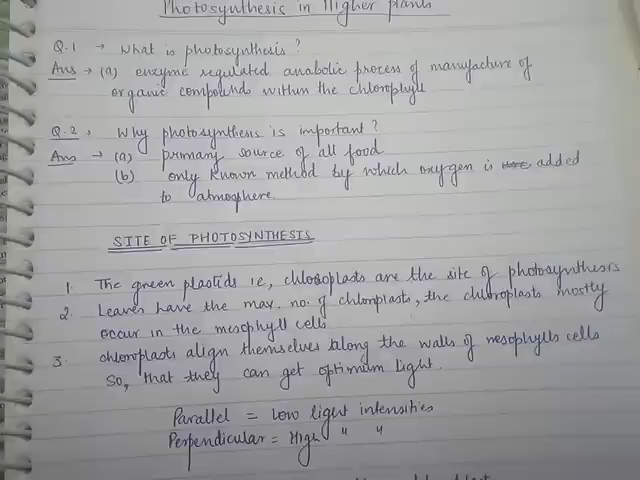 Photosynthesis in Higher plants
Q.1 → What is photosynthesis?
Ans → (a) enzyme regulated anabolic process of manufacture of
organic compounds within the chlorophyll
Q.2 → Why photosynthesis is important?
Ans → (a) primary source of all food
(b) only known method by which oxygen is added
to atmosphere
SITE OF PHOTOSYNTHESIS
1. The green plastids i.e, chloroplasts are the site of photosynthesis
2. Leaves have the max. no. of chloroplasts, the chloroplasts mostly
occur in the mesophyll cells
3. chloroplasts align themselves along the walls of mesophylls cells
So, that they can get optimum light.
Parallel = low light intensities
Perpendicular = High " "